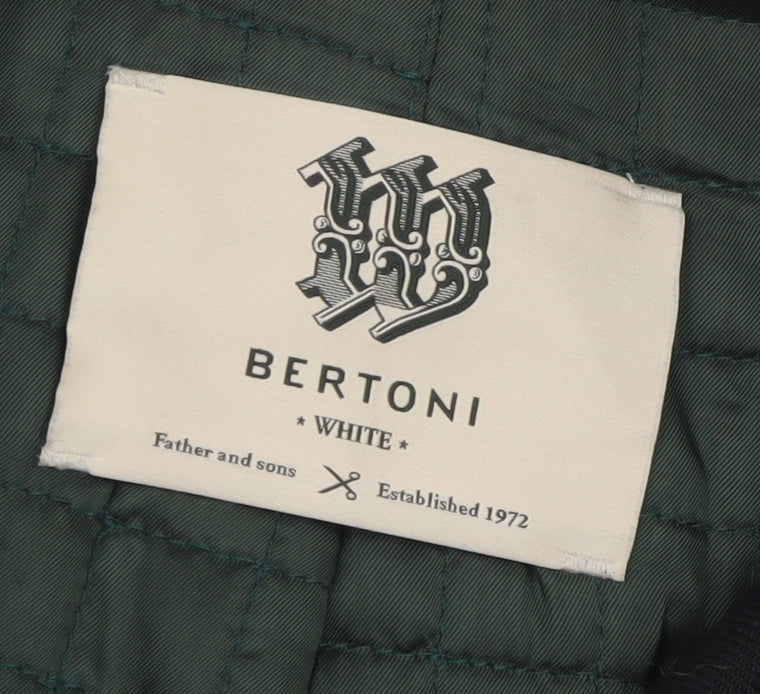 W
BERTONI
* WHITE *
Father and sons Established 1972